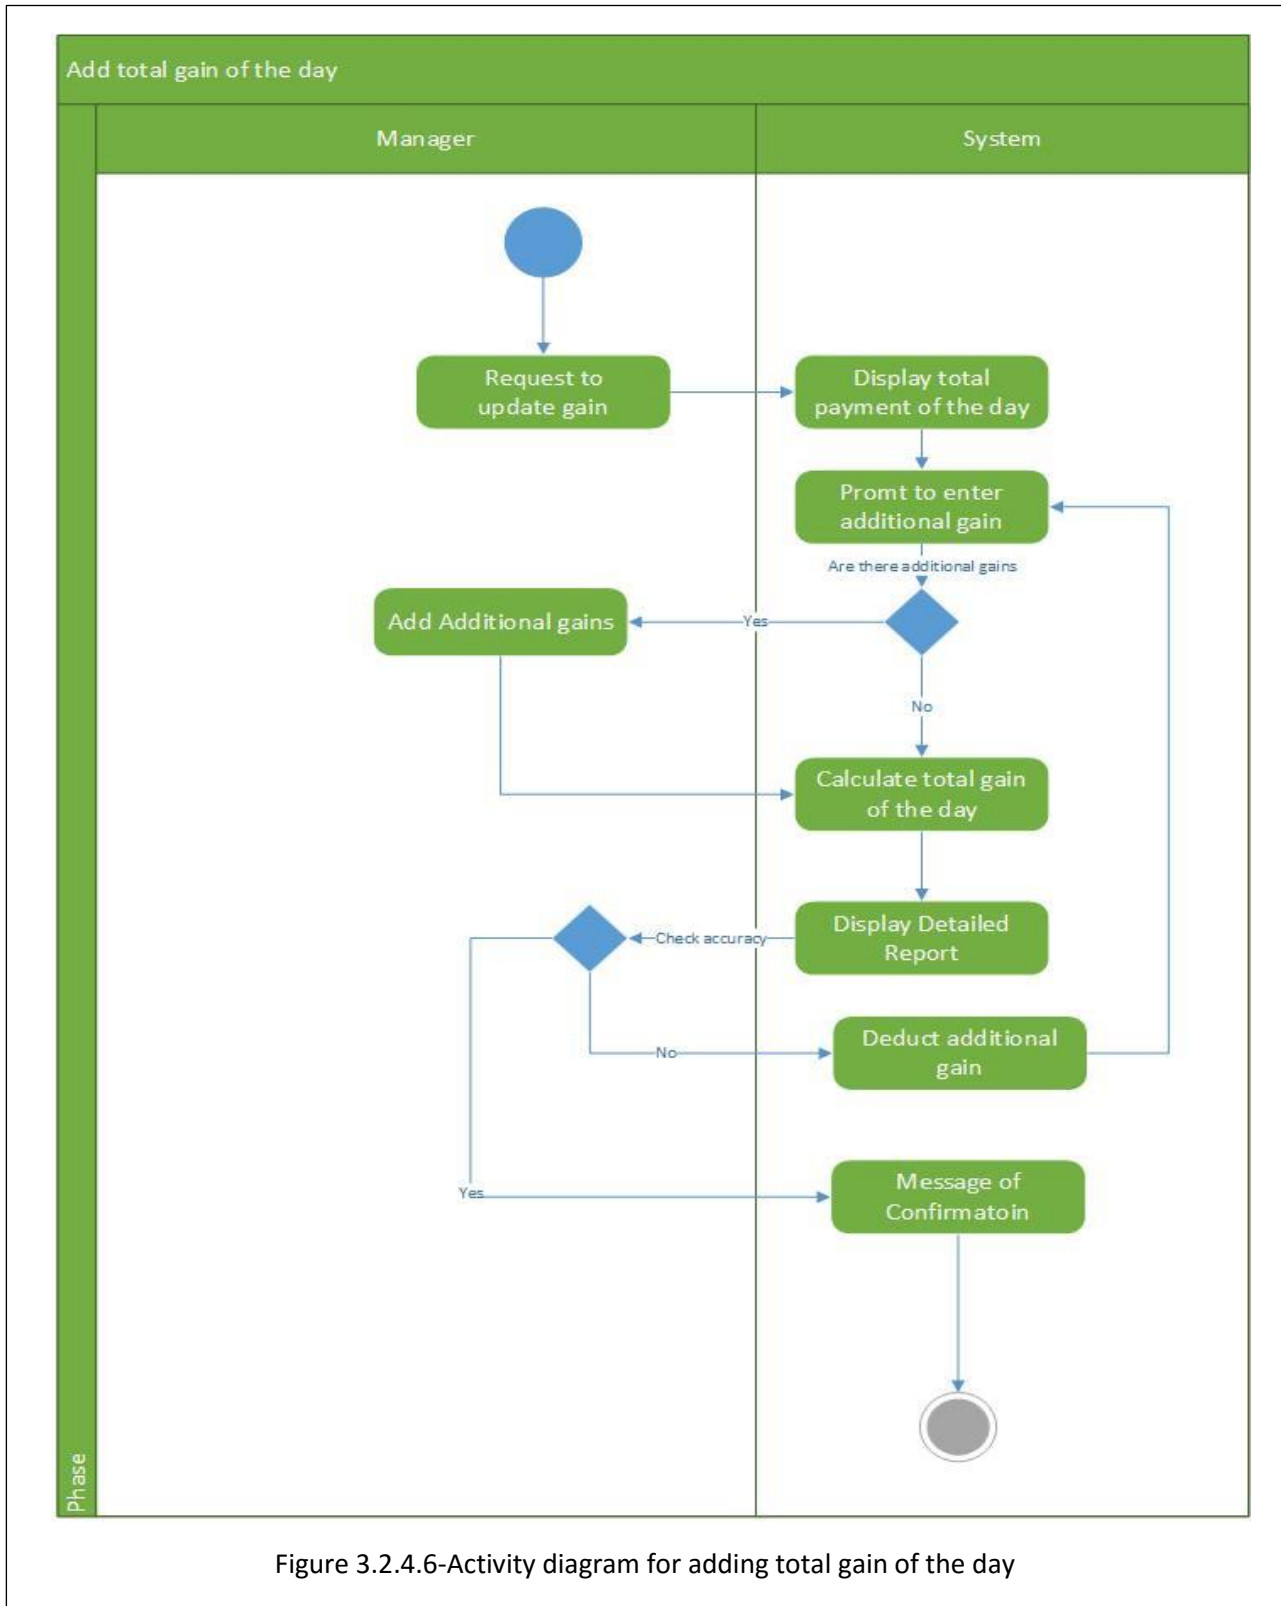 Add total gain of the day
Manager
System
Request to
update gain
Display total
payment of the day
Promt to enter
additional gain
Are there additional gains
Add Additional gains
Yes
No
Calculate total gain
of the day
Check accuracy
Display Detailed
Report
No
Deduct additional
gain
Yes
Message of
Confirmatoin
Phase
Figure 3.2.4.6-Activity diagram for adding total gain of the day